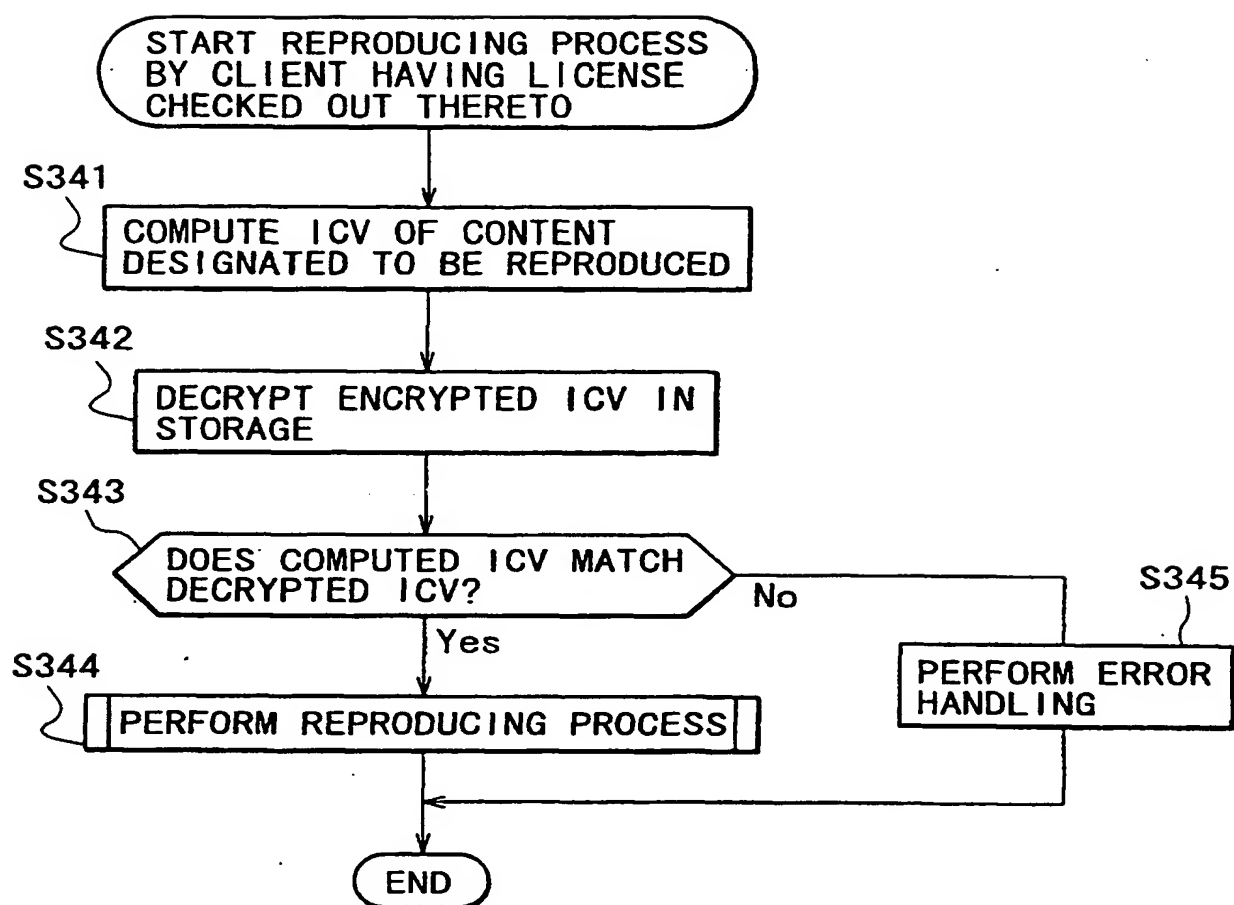 START REPRODUCING PROCESS
BY CLIENT HAVING LICENSE
CHECKED OUT THERETO
S341
COMPUTE ICV OF CONTENT
DESIGNATED TO BE REPRODUCED
S342
DECRYPT ENCRYPTED ICV IN
STORAGE
S343
DOES COMPUTED ICV MATCH
DECRYPTED ICV?
No
Yes
S345
PERFORM ERROR
HANDLING
S344
PERFORM REPRODUCING PROCESS
END